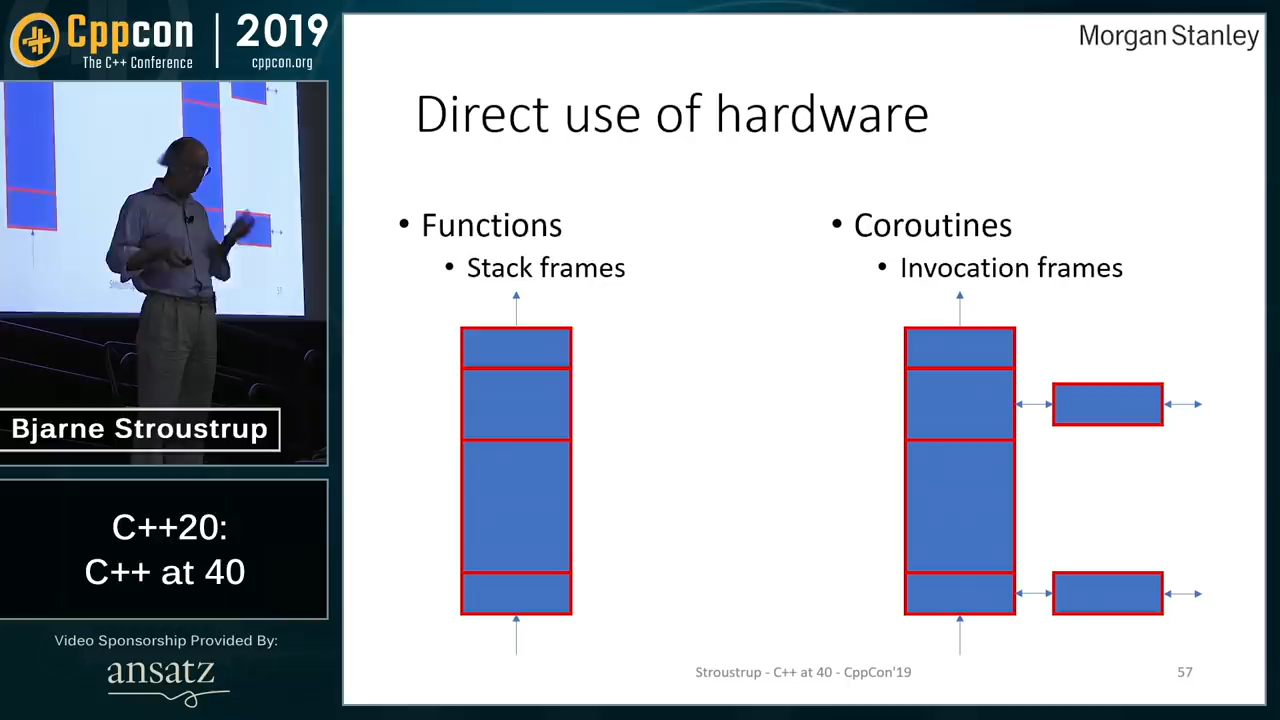 Cppcon
The C++ Conference
2019
cppcon.org
Morgan Stanley
Direct use of hardware
• Functions
• Stack frames
• Coroutines
• Invocation frames
Bjarne Stroustrup
C++20:
C++ at 40
Video Sponsorship Provided By:
ansatz
Stroustrup - C++ at 40 - CppCon'19
57